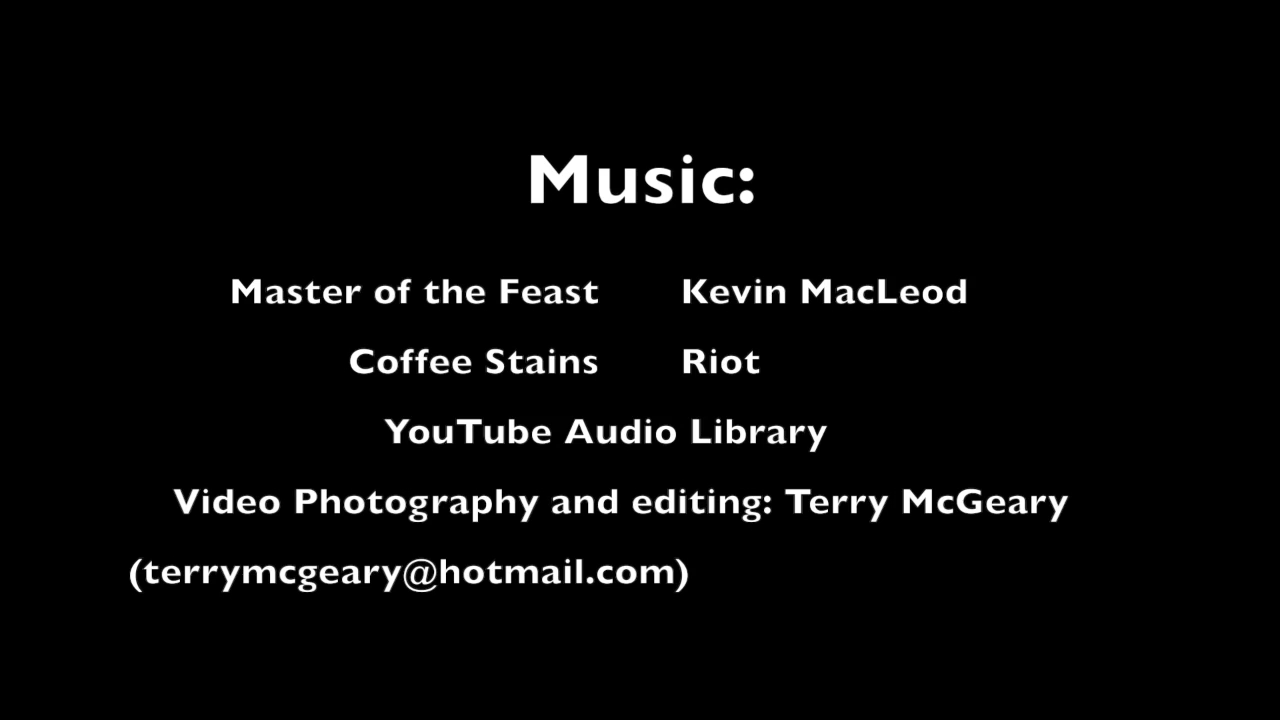 Music:
Master of the Feast Kevin MacLeod
Coffee Stains Riot
YouTube Audio Library
Video Photography and editing: Terry McGeary
(terrymcgeary@hotmail.com)